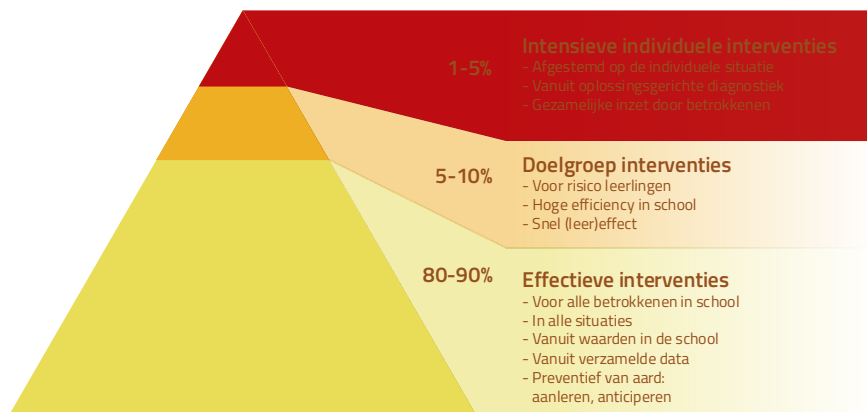 1-5%
Intensieve individuele interventies
- Afgestemd op de individuele situatie
- Vanuit oplossingsgerichte diagnostiek
- Gezamelijke inzet door betrokkenen
5-10%
Doelgroep interventies
- Voor risico leerlingen
- Hoge efficiency in school
- Snel (leer)effect
80-90%
Effectieve interventies
- Voor alle betrokkenen in school
- In alle situaties
- Vanuit waarden in de school
- Vanuit verzamelde data
- Preventief van aard:
aanleren, anticiperen